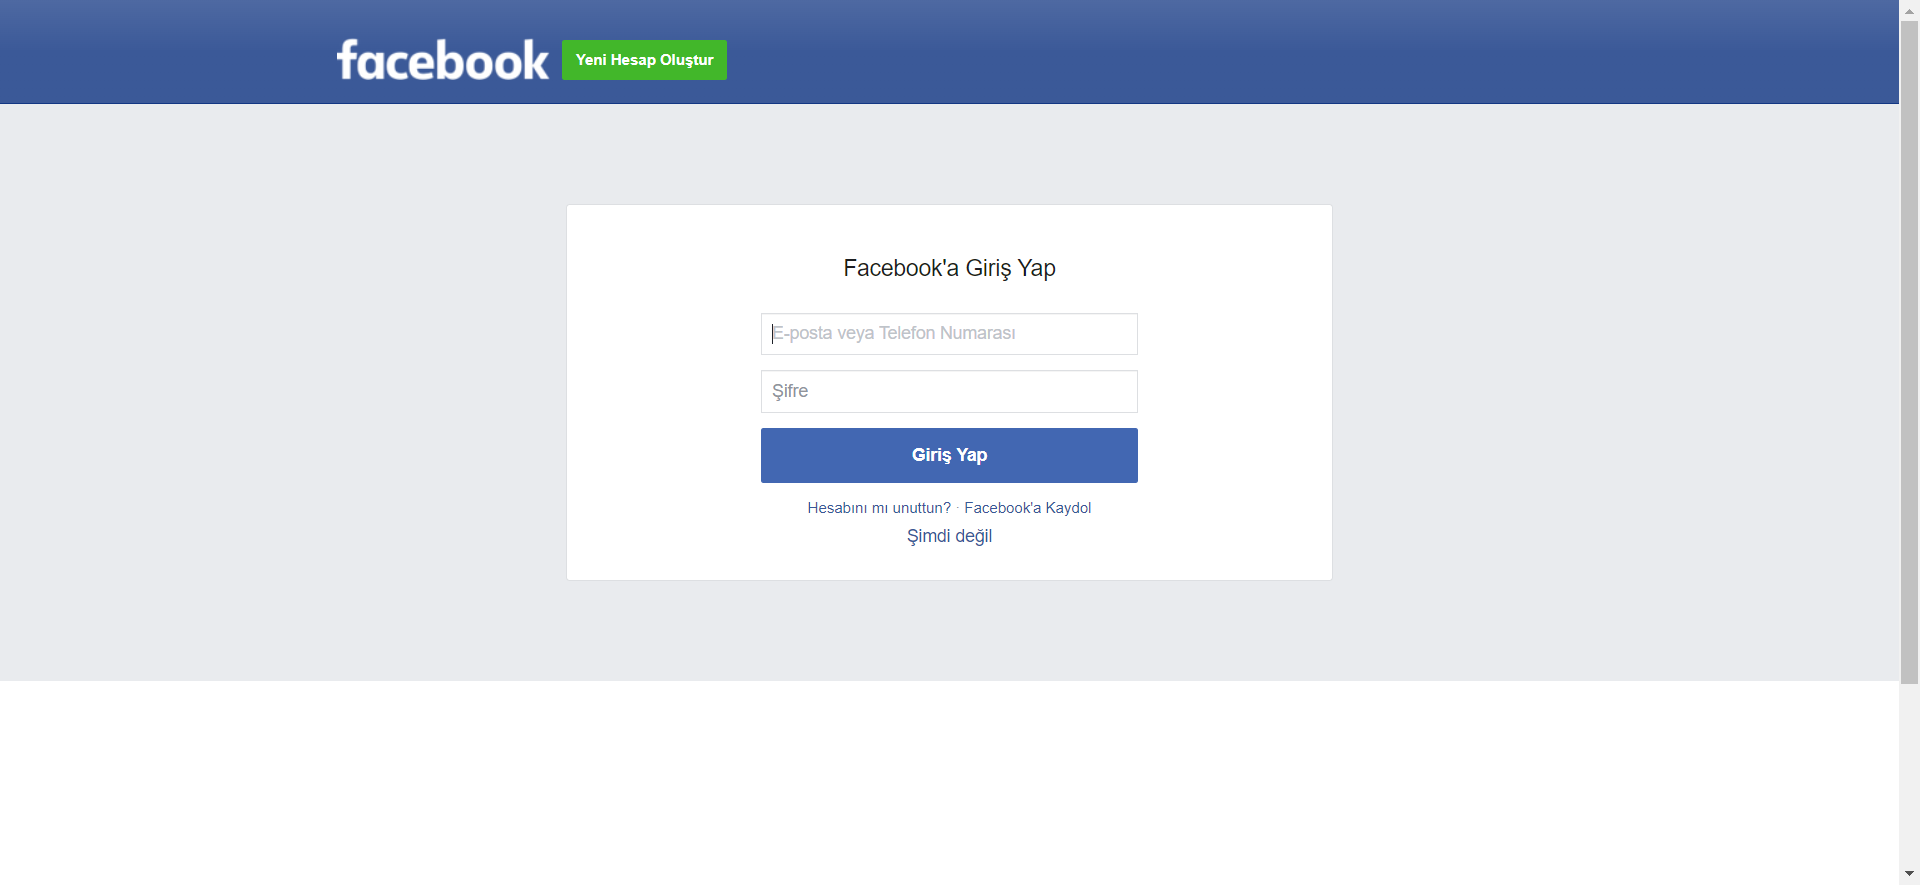 facebook Yeni Hesap Oluştur
Facebook'a Giriş Yap
E-posta veya Telefon Numarası
Şifre
Giriş Yap
Hesabını mı unuttun? · Facebook'a Kaydol
Şimdi değil